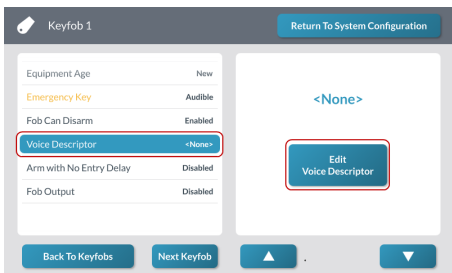 Keyfob 1
Return To System Configuration
Equipment Age New
Emergency Key Audible
Fob Can Disarm Enabled
Voice Descriptor <None>
Arm with No Entry Delay Disabled
Fob Output Disabled
<None>
Edit
Voice Descriptor
Back To Keyfobs
Next Keyfob
.